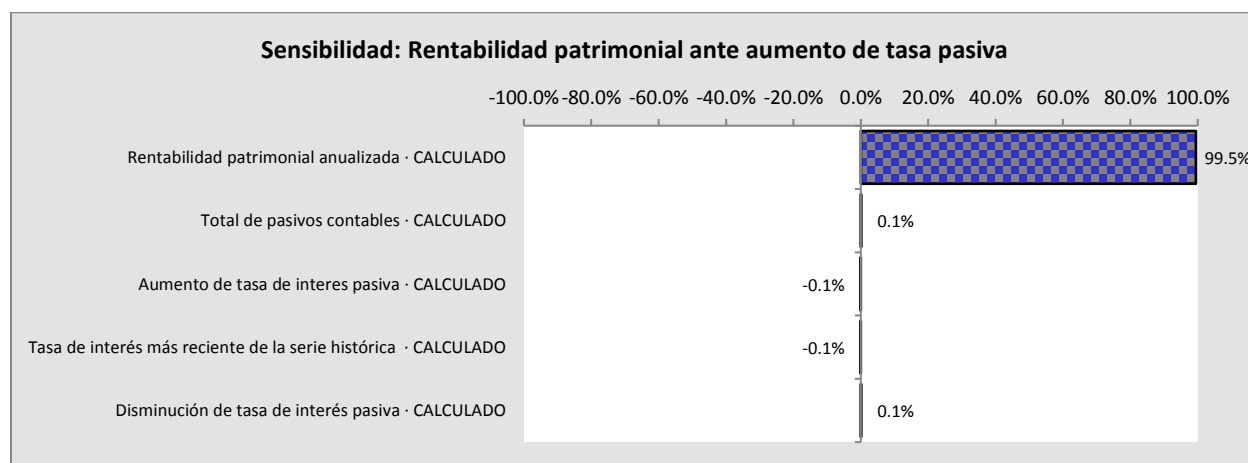 Sensibilidad: Rentabilidad patrimonial ante aumento de tasa pasiva
-100.0% -80.0% -60.0% -40.0% -20.0% 0.0% 20.0% 40.0% 60.0% 80.0% 100.0%
Rentabilidad patrimonial anualizada · CALCULADO 99.5%
Total de pasivos contables · CALCULADO 0.1%
Aumento de tasa de interes pasiva · CALCULADO -0.1%
Tasa de interés más reciente de la serie histórica · CALCULADO -0.1%
Disminución de tasa de interés pasiva · CALCULADO 0.1%